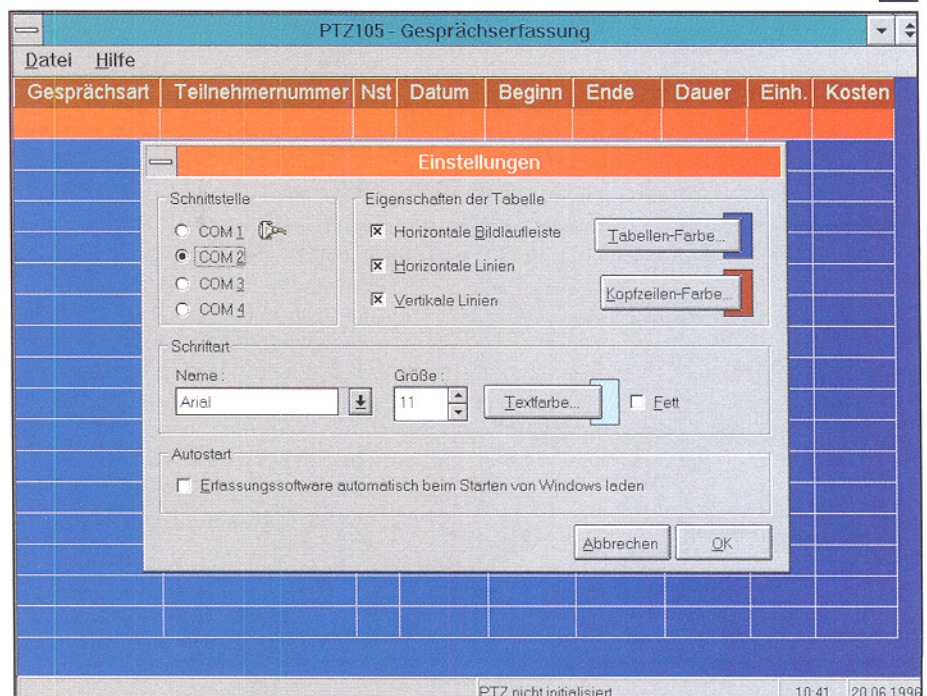 PTZ105 - Gesprächserfassung
Datei Hilfe
Gesprächsart Teilnehmernummer Nst Datum Beginn Ende Dauer Einh. Kosten
Einstellungen
Schnittstelle
COM 1
COM 2
COM 3
COM 4
Eigenschaften der Tabelle
Horizontale Bildlaufleiste
Horizontale Linien
Vertikale Linien
Tabellen-Farbe...
Kopfzeilen-Farbe...
Schriftart
Name :
Arial
Größe :
11
Textfarbe...
Fett
Autostart
Erfassungssoftware automatisch beim Starten von Windows laden
Abbrechen
OK
PTZ nicht initialisiert 10:41 20.06.1996